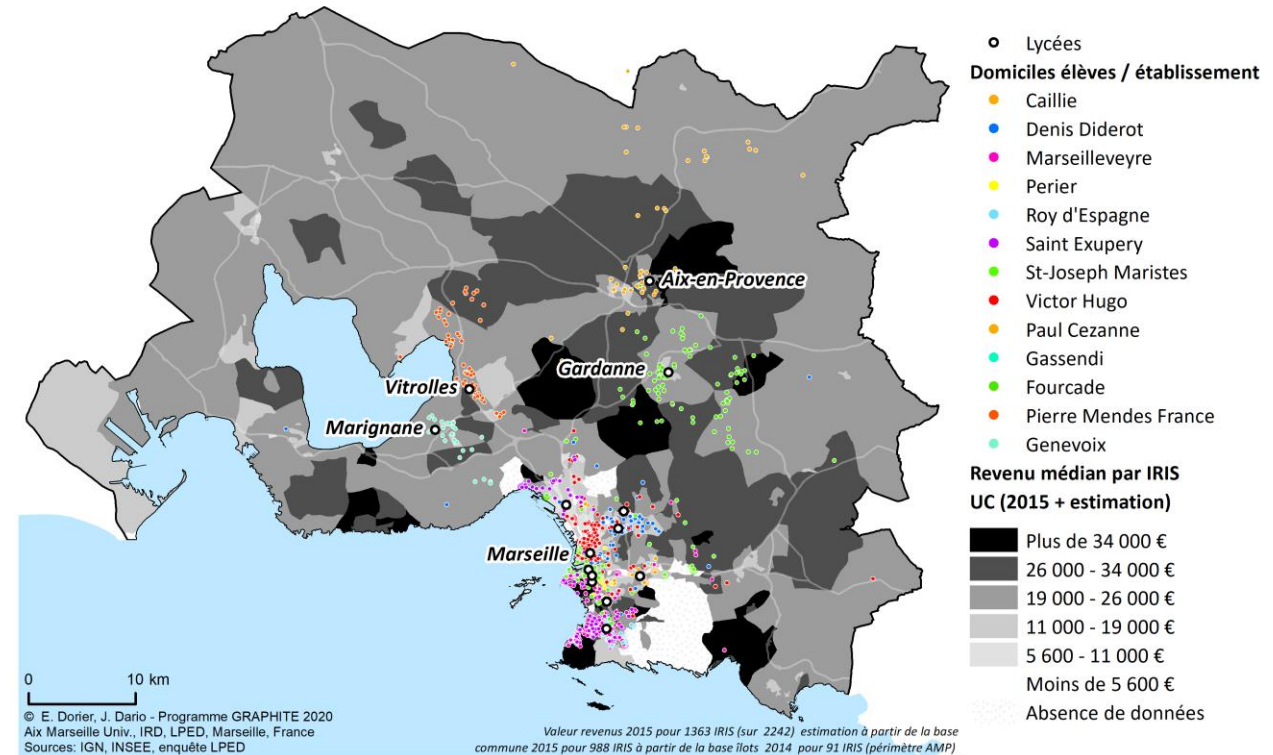 Aix-en-Provence
Gardanne
Vitrolles
Marignane
Marseille
0 10 km
© E. Dorier, J. Dario - Programme GRAPHITE 2020
Aix Marseille Univ., IRD, LPED, Marseille, France
Sources: IGN, INSEE, enquête LPED
Valeur revenus 2015 pour 1363 IRIS (sur 2242) estimation à partir de la base
commune 2015 pour 988 IRIS à partir de la base îlots 2014 pour 91 IRIS (périmètre AMP)
Lycées
Domiciles élèves / établissement
Caillie
Denis Diderot
Marseilleveyre
Perier
Roy d'Espagne
Saint Exupery
St-Joseph Maristes
Victor Hugo
Paul Cezanne
Gassendi
Fourcade
Pierre Mendes France
Genevoix
Revenu médian par IRIS
UC (2015 + estimation)
Plus de 34 000 €
26 000 - 34 000 €
19 000 - 26 000 €
11 000 - 19 000 €
5 600 - 11 000 €
Moins de 5 600 €
Absence de données